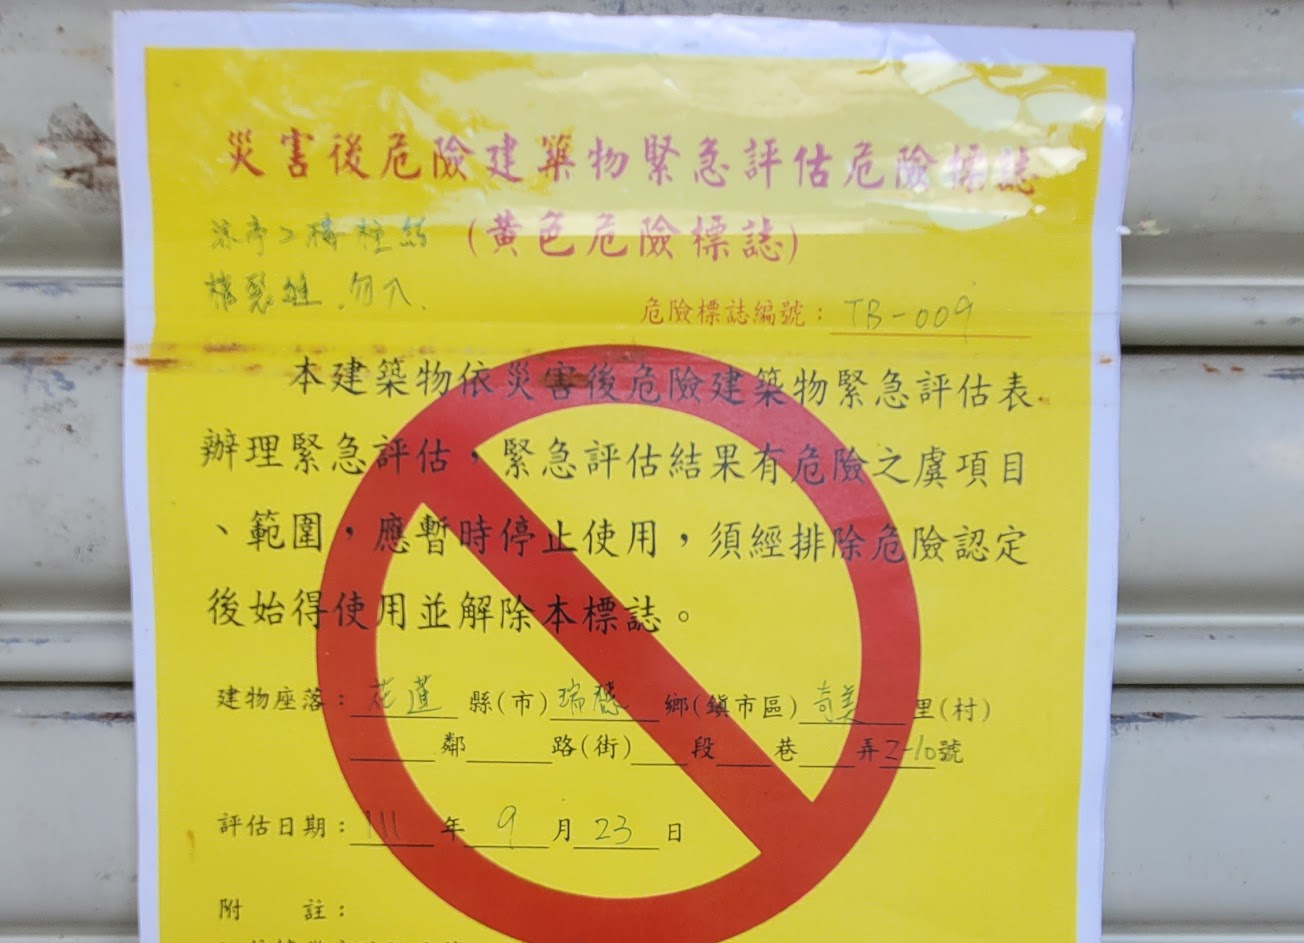 災害後危險建築物緊急評估危險標誌
(黃色危險標誌)
構裂縫.勿入.
危險標誌編號：TB-009
本建築物依災害後危險建築物緊急評估表
辦理緊急評估，緊急評估結果有危險之虞項目
、範圍，應暫時停止使用，須經排除危險認定
後始得使用並解除本標誌。
建物座落：花蓮縣(市)瑞穗鄉(鎮市區)奇美里(村)
鄰 路(街) 段 巷 弄2-10號
評估日期：111年9月23日
附 註：